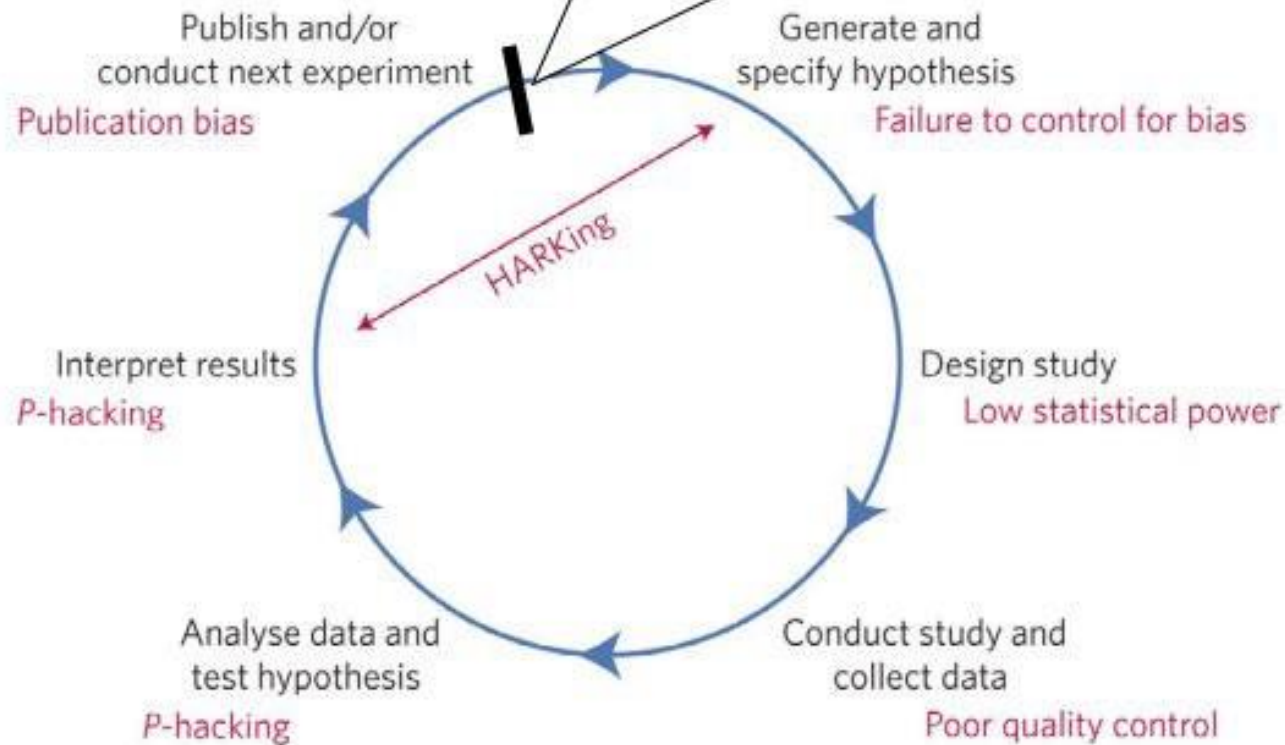 Publish and/or
conduct next experiment
Publication bias
Generate and
specify hypothesis
Failure to control for bias
HARKing
Interpret results
P-hacking
Design study
Low statistical power
Analyse data and
test hypothesis
P-hacking
Conduct study and
collect data
Poor quality control